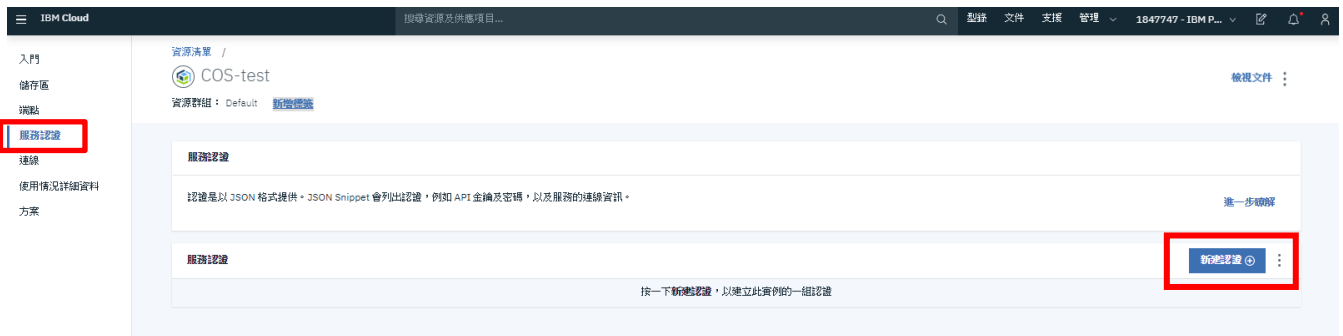 IBM Cloud
搜尋資源及供應項目...
型錄 文件 支援 管理 1847747 - IBM P...
入門
儲存區
端點
服務認證
連線
使用情況詳細資料
方案
資源清單 /
COS-test
資源群組： Default 新增標籤
檢視文件
服務認證
認證是以 JSON 格式提供。JSON Snippet 會列出認證，例如 API 金鑰及密碼，以及服務的連線資訊。
進一步瞭解
服務認證
新建認證
按一下新建認證，以建立此實例的一組認證